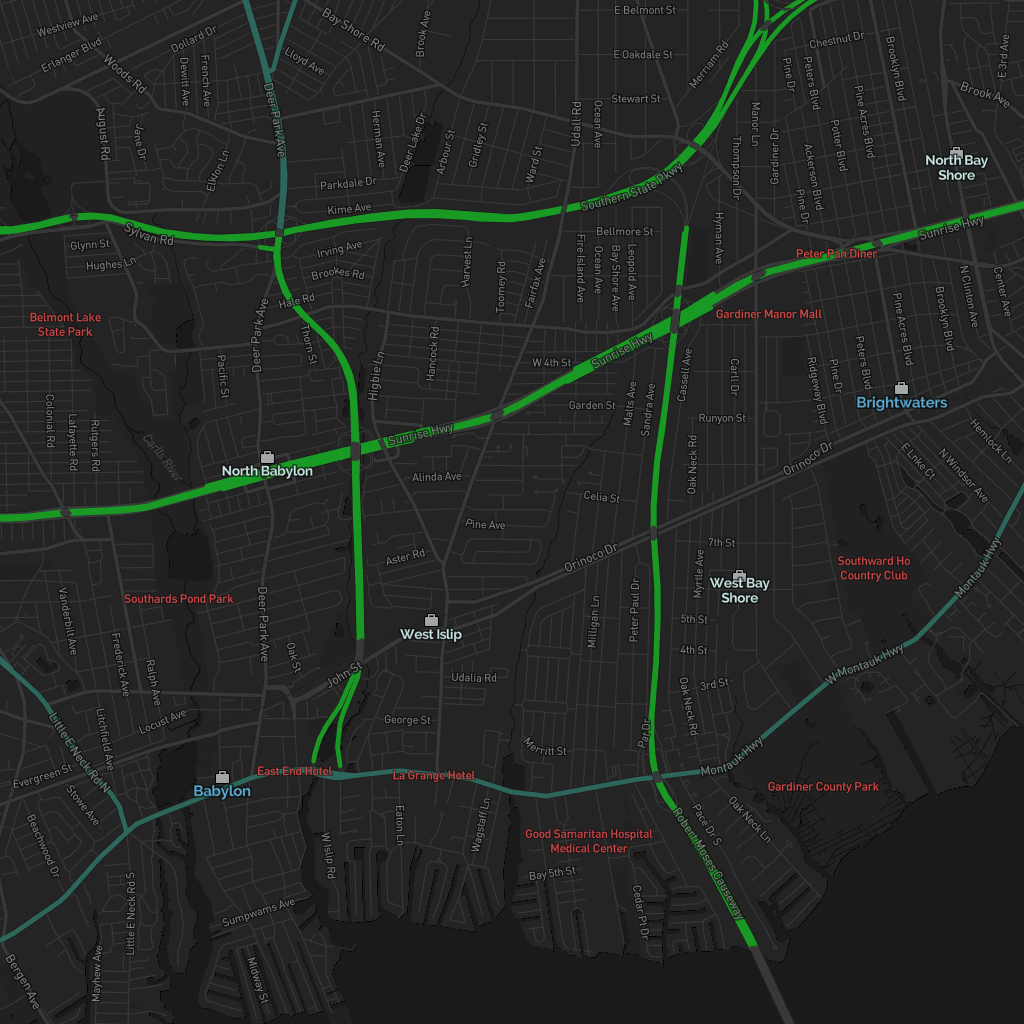 E Belmont St
Westview Ave
Bay Shore Rd
Brook Ave
Dollard Dr
Erlanger Blvd
Lloyd Ave
E Oakdale St
Chestnut Dr
E 3rd Ave
Woods Rd
Dewitt Ave
French Ave
Merriam Rd
Pine Dr
Peters Blvd
Brooklyn Blvd
Brook Ave
Stewart St
Deer Park Ave
August Rd
Jane Dr
Herman Ave
Deer Lake Dr
Arbour St
Gridley St
Ward St
Udall Rd
Ocean Ave
Manor Ln
Gardiner Dr
Ackerson Blvd
Potter Blvd
Pine Acres Blvd
Thompson Dr
North Bay
Shore
Elkton Ln
Parkdale Dr
Southern State Pkwy
Pine Dr
Kime Ave
Sylvan Rd
Glynn St
Hughes Ln
Irving Ave
Brookes Rd
Harvest Ln
Toomey Rd
Fairfax Ave
Bellmore St
Fire Island Ave
Ocean Ave
Bay Shore Ave
Leopold Ave
Hyman Ave
Sunrise Hwy
Peter Pan Diner
Hale Rd
Belmont Lake
State Park
Gardiner Manor Mall
N Clinton Ave
Center Ave
Pine Acres Blvd
Brooklyn Blvd
Deer Park Ave
Thorn St
Hancock Rd
Higbie Ln
W 4th St
Sunrise Hwy
Cassell Ave
Carll Dr
Ridgeway Blvd
Pine Dr
Peters Blvd
Pacific St
Colonial Rd
Lafayette Rd
Rutgers Rd
Garden St
Malts Ave
Sandra Ave
Runyon St
Brightwaters
Hemlock Ln
Sunrise Hwy
Carlls River
North Babylon
Alinda Ave
Oak Neck Rd
Orinoco Dr
E Lake Ct
N Windsor Ave
Celia St
Pine Ave
Aster Rd
Orinoco Dr
7th St
Southward Ho
Country Club
Montauk Hwy
Myrtle Ave
West Bay
Shore
Southards Pond Park
Vanderbilt Ave
Deer Park Ave
West Islip
Milligan Ln
Peter Paul Dr
5th St
Frederick Ave
Ralph Ave
Oak St
John St
4th St
W Montauk Hwy
Udalia Rd
3rd St
Oak Neck Rd
Little E Neck Rd N
Litchfield Ave
Locust Ave
George St
Pat Dr
Merritt St
Montauk Hwy
Evergreen St
East End Hotel
La Grange Hotel
Babylon
Gardiner County Park
Stowe Ave
Beachwood Dr
W Islip Rd
Eaton Ln
Wagstaff Ln
Good Samaritan Hospital
Medical Center
Pace Dr S
Oak Neck Ln
Robert Moses Causeway
Bay 5th St
Little E Neck Rd S
Sumpwams Ave
Cedar Pt Dr
Mayhew Ave
Bergen Ave
Midway St